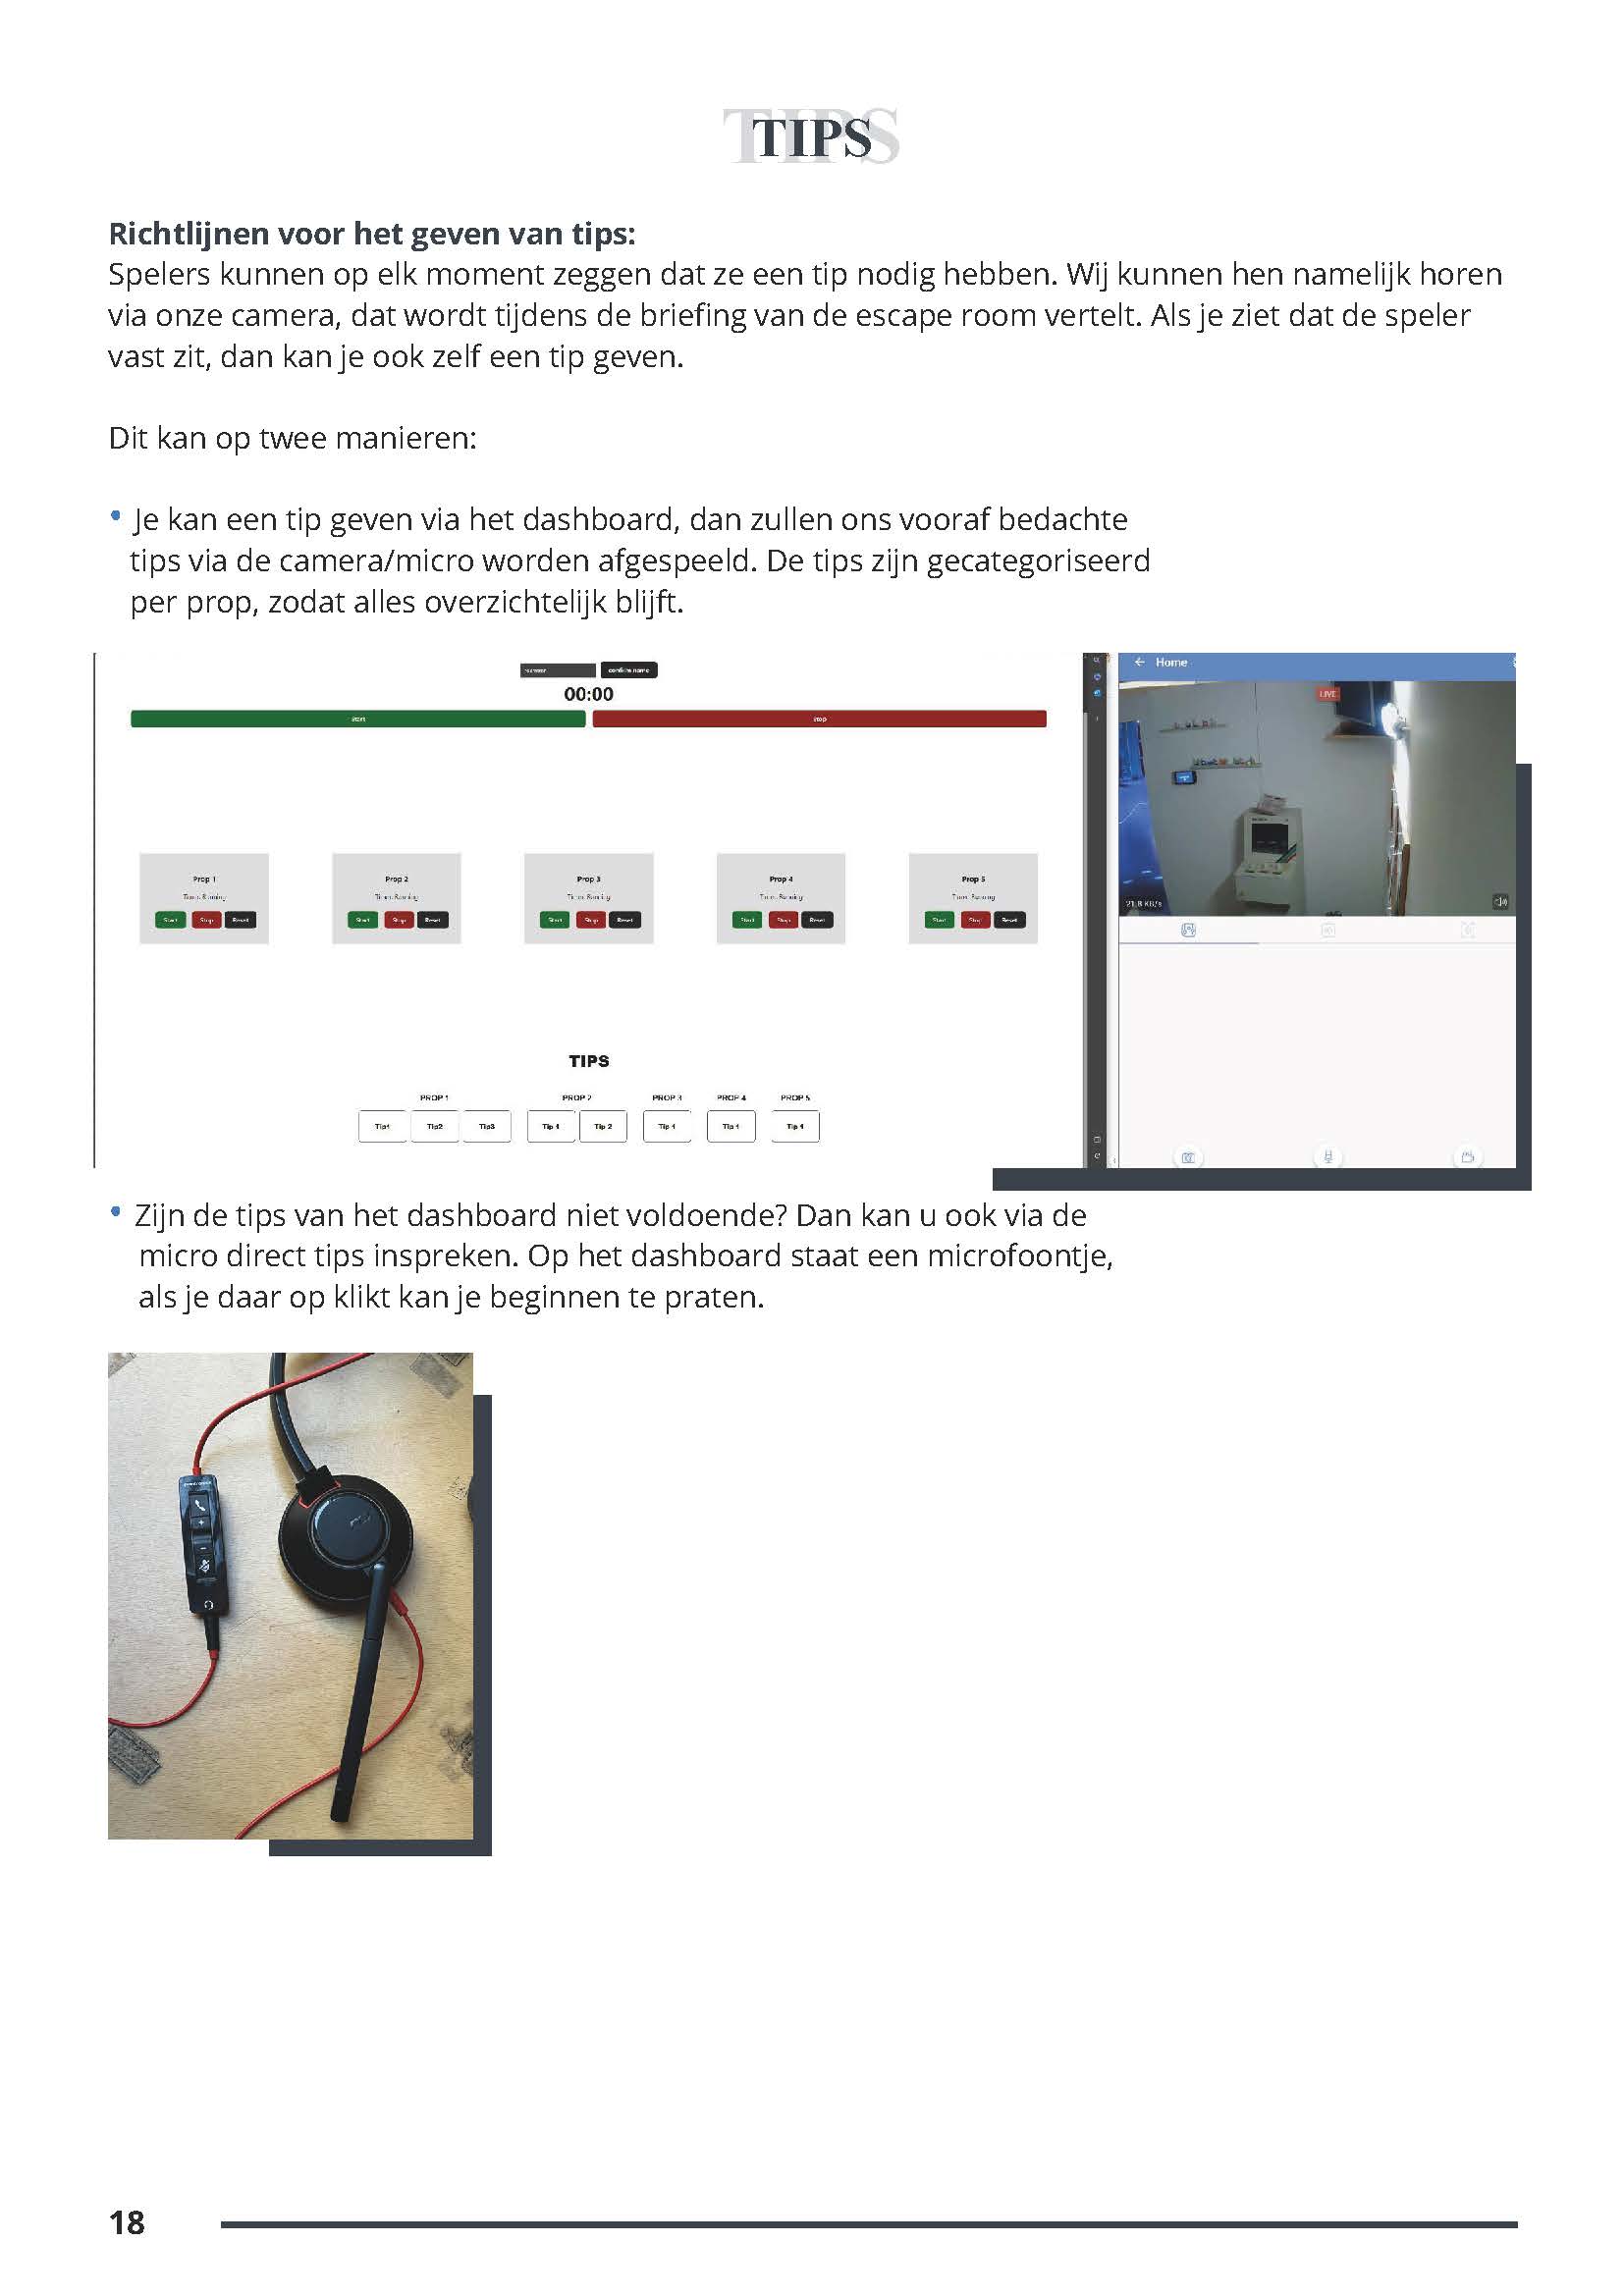 TIPS
Richtlijnen voor het geven van tips:
Spelers kunnen op elk moment zeggen dat ze een tip nodig hebben. Wij kunnen hen namelijk horen
via onze camera, dat wordt tijdens de briefing van de escape room vertelt. Als je ziet dat de speler
vast zit, dan kan je ook zelf een tip geven.
Dit kan op twee manieren:
• Je kan een tip geven via het dashboard, dan zullen ons vooraf bedachte
tips via de camera/micro worden afgespeeld. De tips zijn gecategoriseerd
per prop, zodat alles overzichtelijk blijft.
confirm name
00:00
Start Stop
Prop 1 Prop 2 Prop 3 Prop 4 Prop 5
Start Stop Reset Start Stop Reset Start Stop Reset Start Stop Reset Start Stop Reset
TIPS
PROP 1 PROP 2 PROP 3 PROP 4 PROP 5
Tip1 Tip2 Tip3 Tip 1 Tip 2 Tip 1 Tip 1 Tip 1
← Home
LIVE
21,8 KB/s
• Zijn de tips van het dashboard niet voldoende? Dan kan u ook via de
micro direct tips inspreken. Op het dashboard staat een microfoontje,
als je daar op klikt kan je beginnen te praten.
18